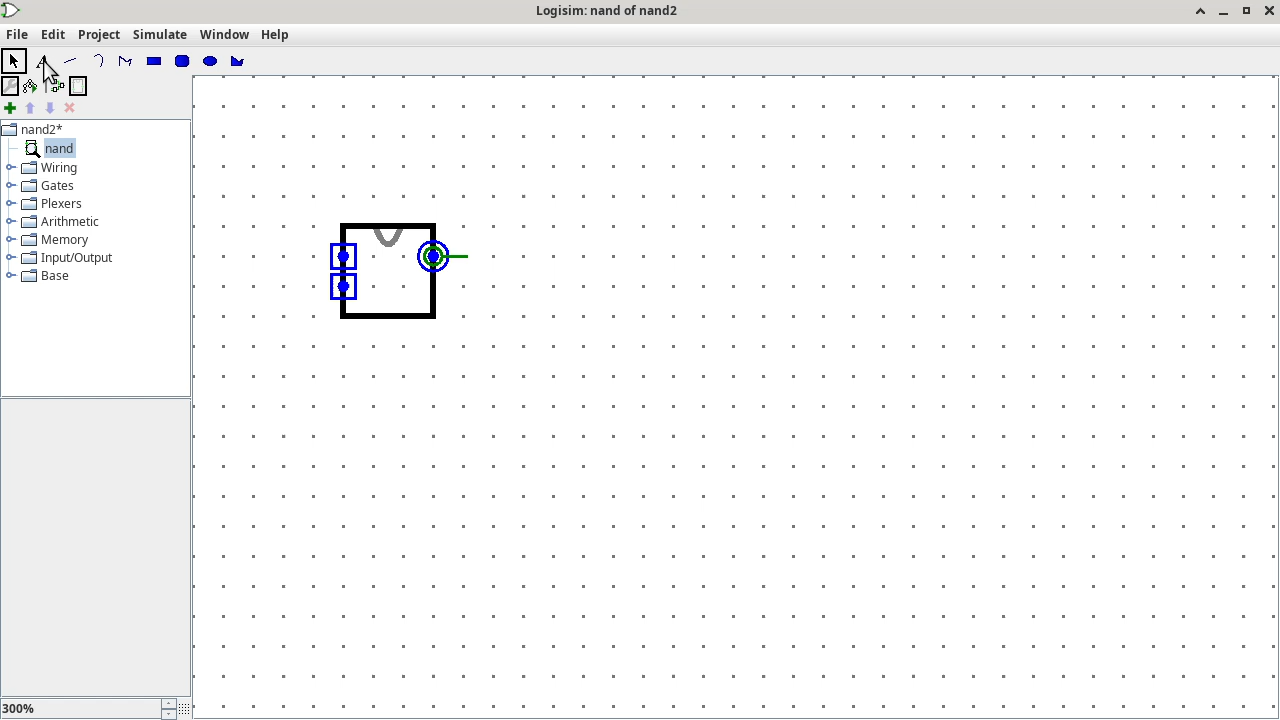 Logisim: nand of nand2
File Edit Project Simulate Window Help
nand2*
nand
Wiring
Gates
Plexers
Arithmetic
Memory
Input/Output
Base
300%